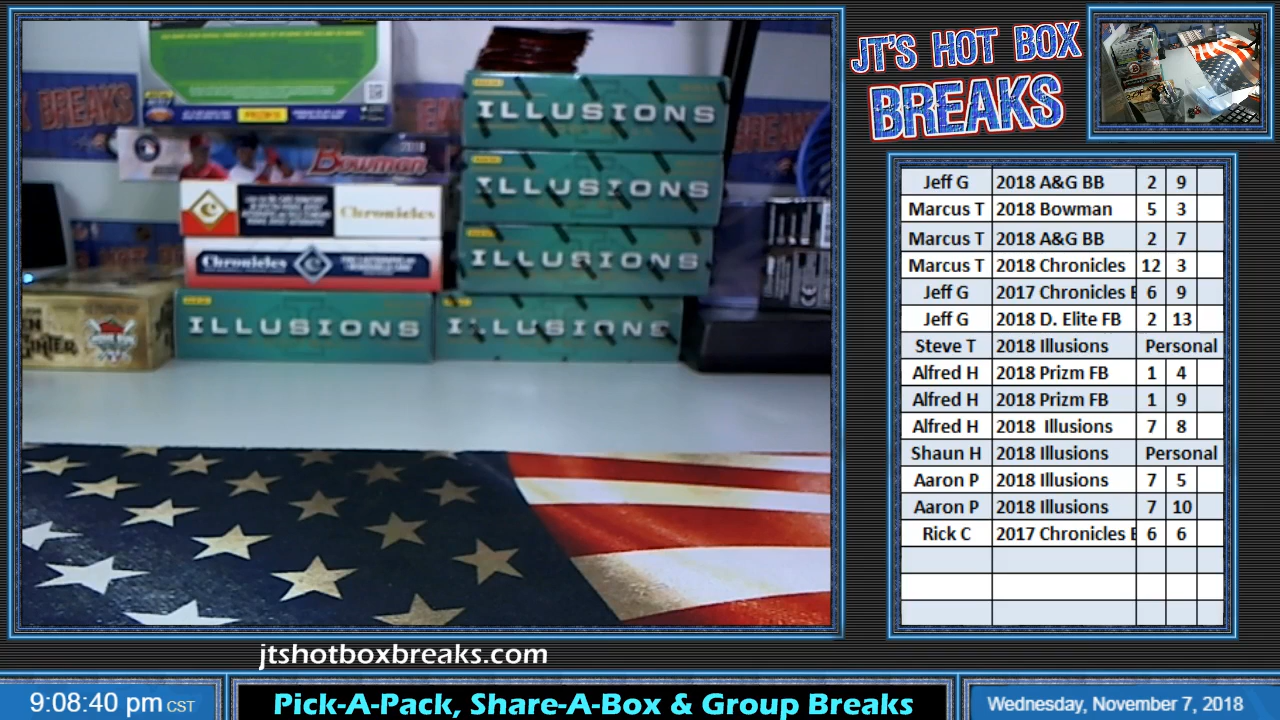 BREAKS
Bowman
2018
Chronicles
Chronicles
ILLUSIONS
ILLUSIONS
ILLUSIONS
ILLUSIONS
ILLUSIONS
JT'S HOT BOX
BREAKS
Jeff G 2018 A&G BB 2 9
Marcus T 2018 Bowman 5 3
Marcus T 2018 A&G BB 2 7
Marcus T 2018 Chronicles 12 3
Jeff G 2017 Chronicles 6 9
Jeff G 2018 D. Elite FB 2 13
Steve T 2018 Illusions Personal
Alfred H 2018 Prizm FB 1 4
Alfred H 2018 Prizm FB 1 9
Alfred H 2018 Illusions 7 8
Shaun H 2018 Illusions Personal
Aaron P 2018 Illusions 7 5
Aaron P 2018 Illusions 7 10
Rick C 2017 Chronicles 6 6
jtshotboxbreaks.com
9:08:40 pm CST
Pick-A-Pack, Share-A-Box & Group Breaks
Wednesday, November 7, 2018